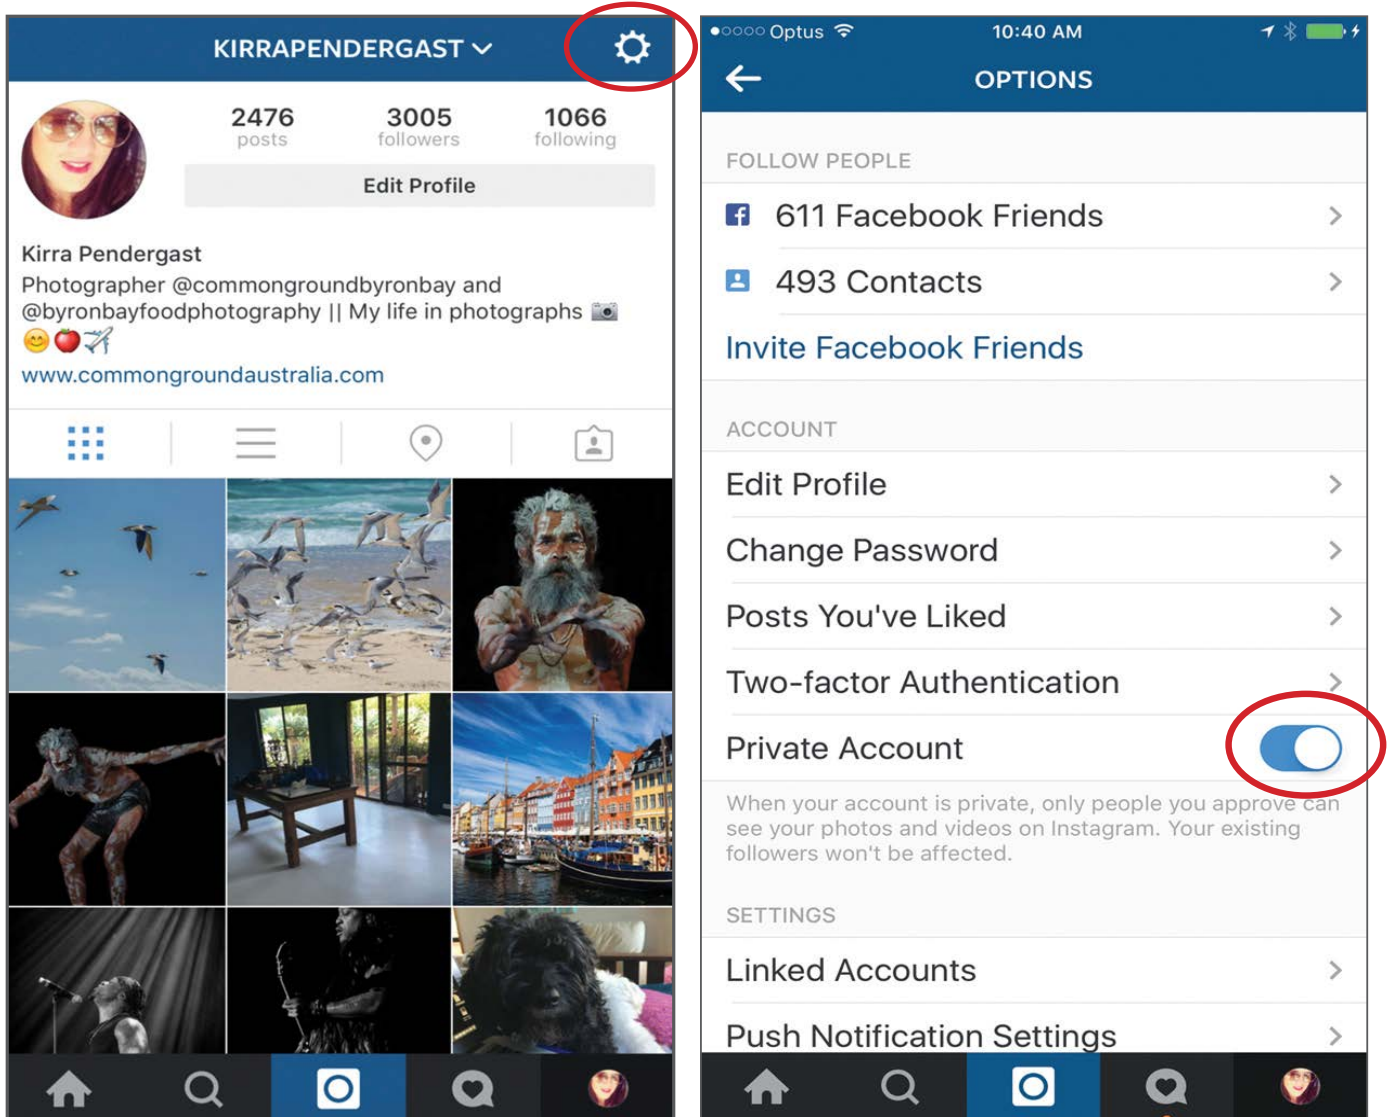 KIRRAPENDERGAST
2476 3005 1066
posts followers following
Edit Profile
Kirra Pendergast
Photographer @commongroundbyronbay and
@byronbayfoodphotography || My life in photographs
www.commongroundaustralia.com
Optus 10:40 AM
OPTIONS
FOLLOW PEOPLE
611 Facebook Friends
493 Contacts
Invite Facebook Friends
ACCOUNT
Edit Profile
Change Password
Posts You've Liked
Two-factor Authentication
Private Account
When your account is private, only people you approve can
see your photos and videos on Instagram. Your existing
followers won't be affected.
SETTINGS
Linked Accounts
Push Notification Settings